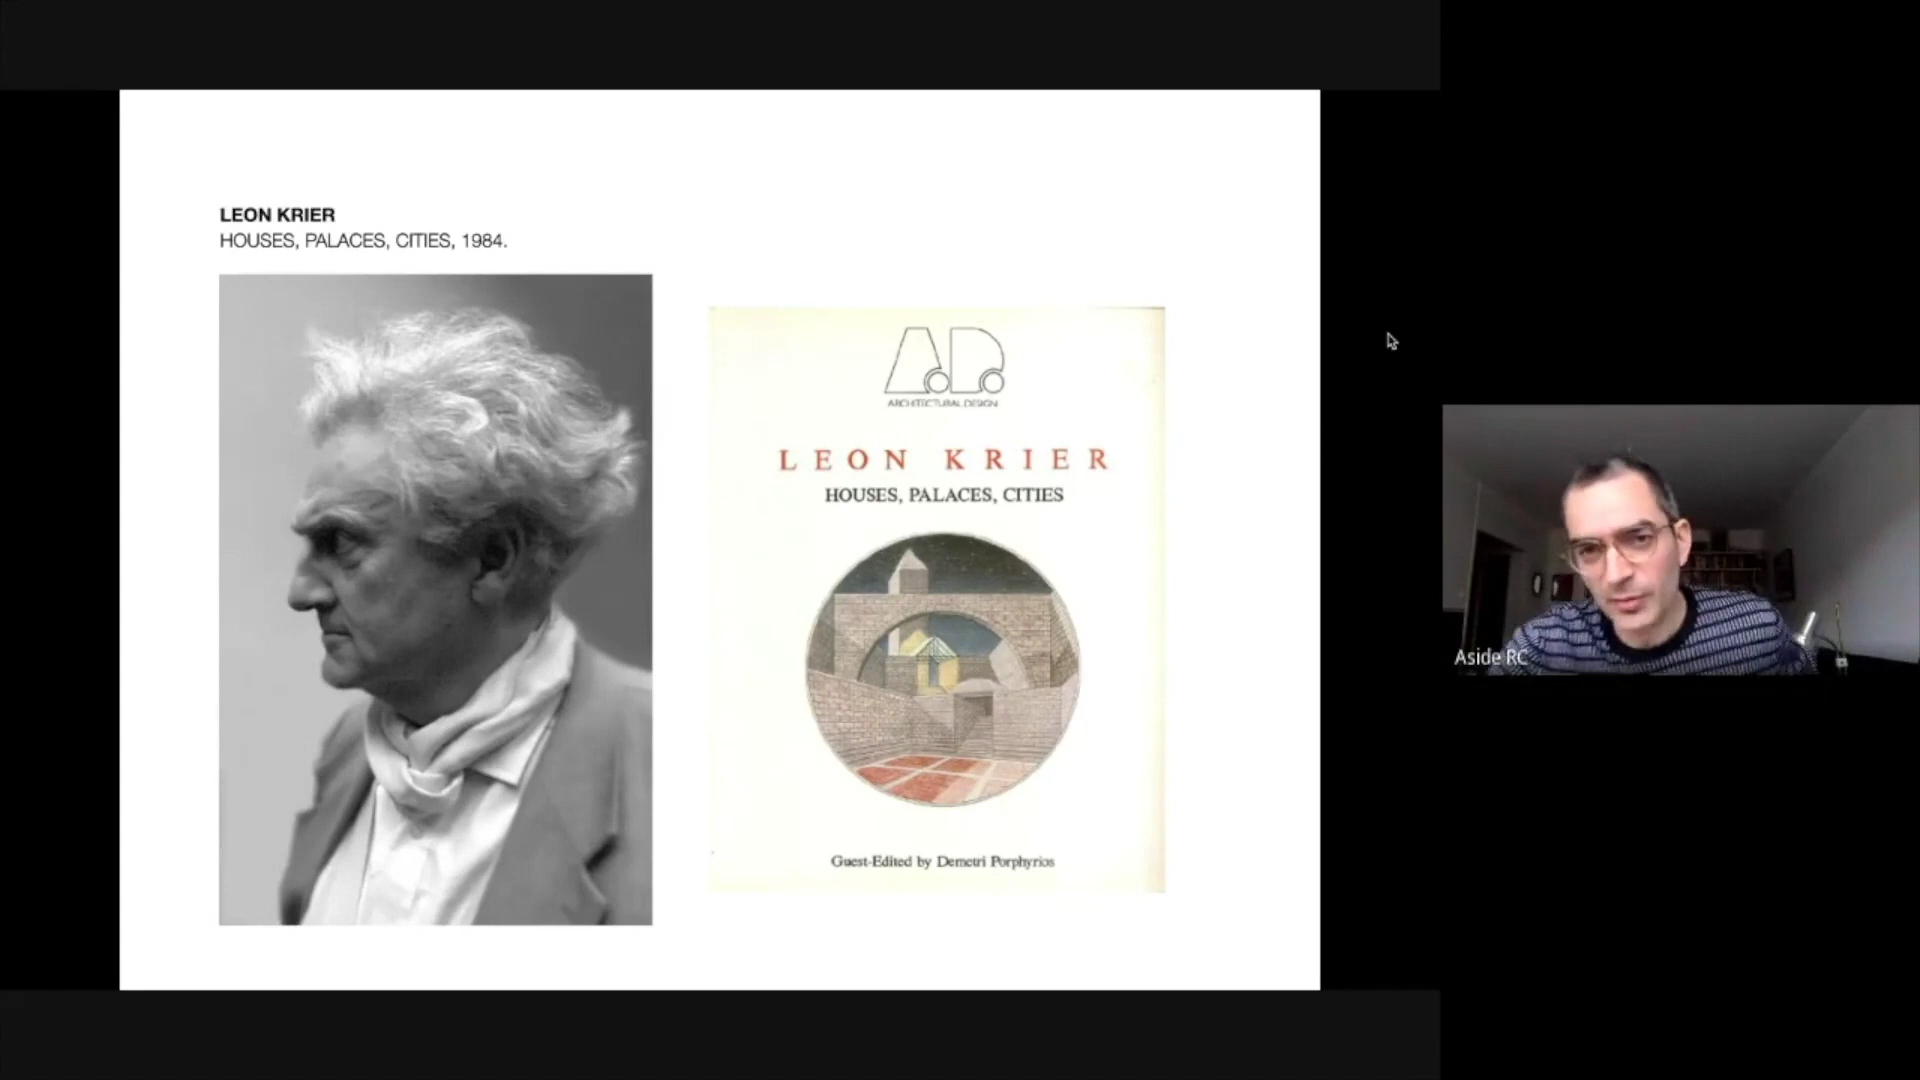 LEON KRIER
HOUSES, PALACES, CITIES, 1984.
A.D.
ARCHITECTURAL DESIGN
LEON KRIER
HOUSES, PALACES, CITIES
Guest-Edited by Demetri Porphyrios
Aside RC